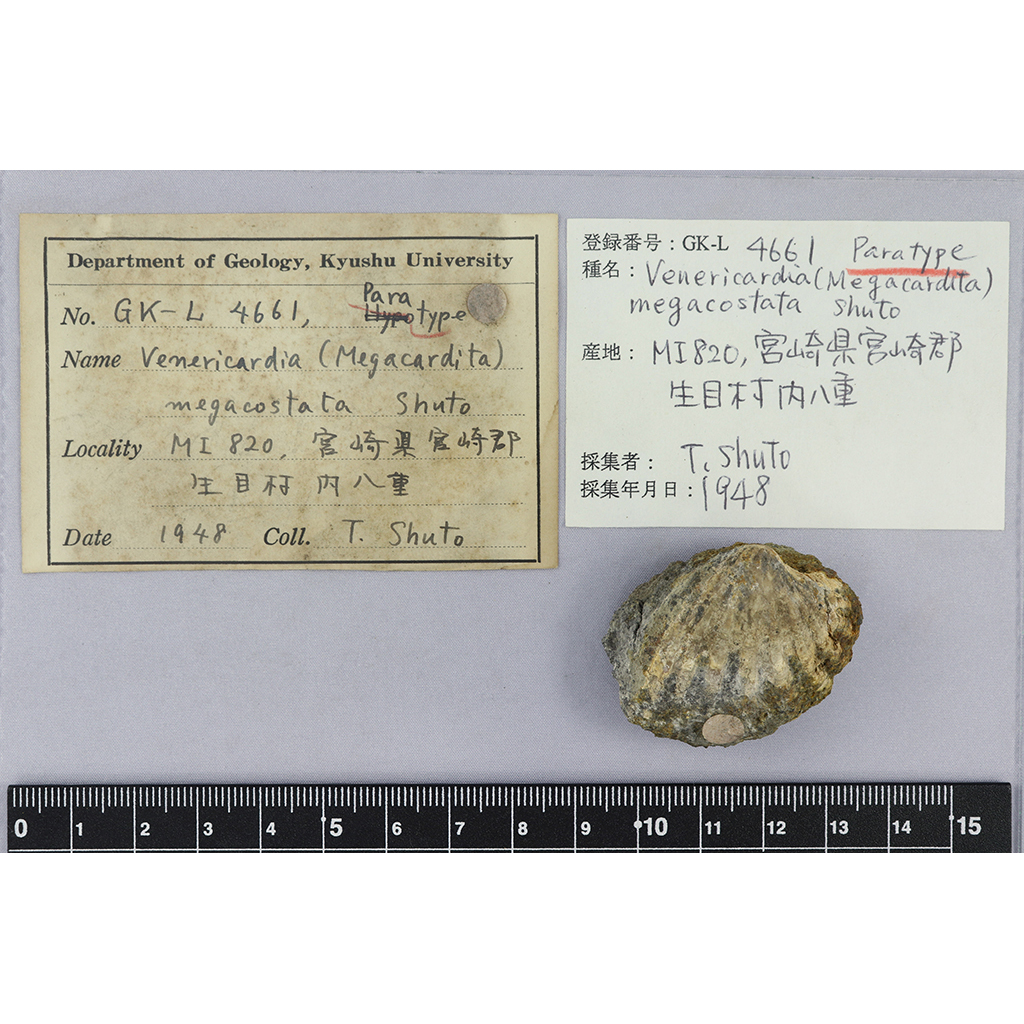 Department of Geology, Kyushu University
Para
No. GK-L 4661, Hypotype
Name Venericardia (Megacardita)
megacostata Shuto
Locality MI 820, 宮崎県宮崎郡
生目村 内八重
Date 1948 Coll. T. Shuto
登録番号：GK-L 4661 Paratype
種名：Venericardia (Megacardita)
megacostata Shuto
産地： MI 820, 宮崎県宮崎郡
生目村内八重
採集者： T. Shuto
採集年月日：1948
0 1 2 3 4 5 6 7 8 9 10 11 12 13 14 15